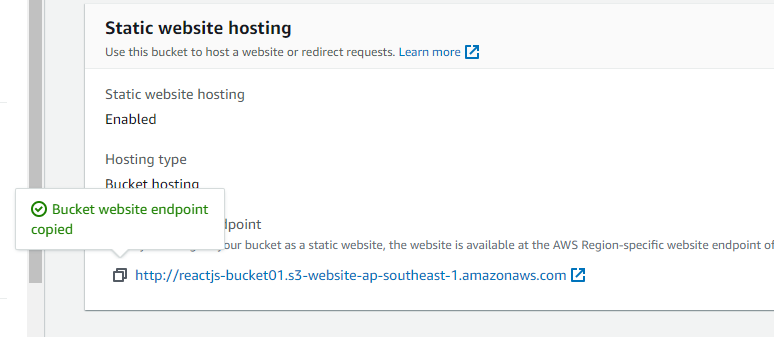 Static website hosting
Use this bucket to host a website or redirect requests. Learn more
Static website hosting
Enabled
Hosting type
Bucket hosting
Bucket website endpoint
copied
dpoint
your bucket as a static website, the website is available at the AWS Region-specific website endpoint of
http://reactjs-bucket01.s3-website-ap-southeast-1.amazonaws.com